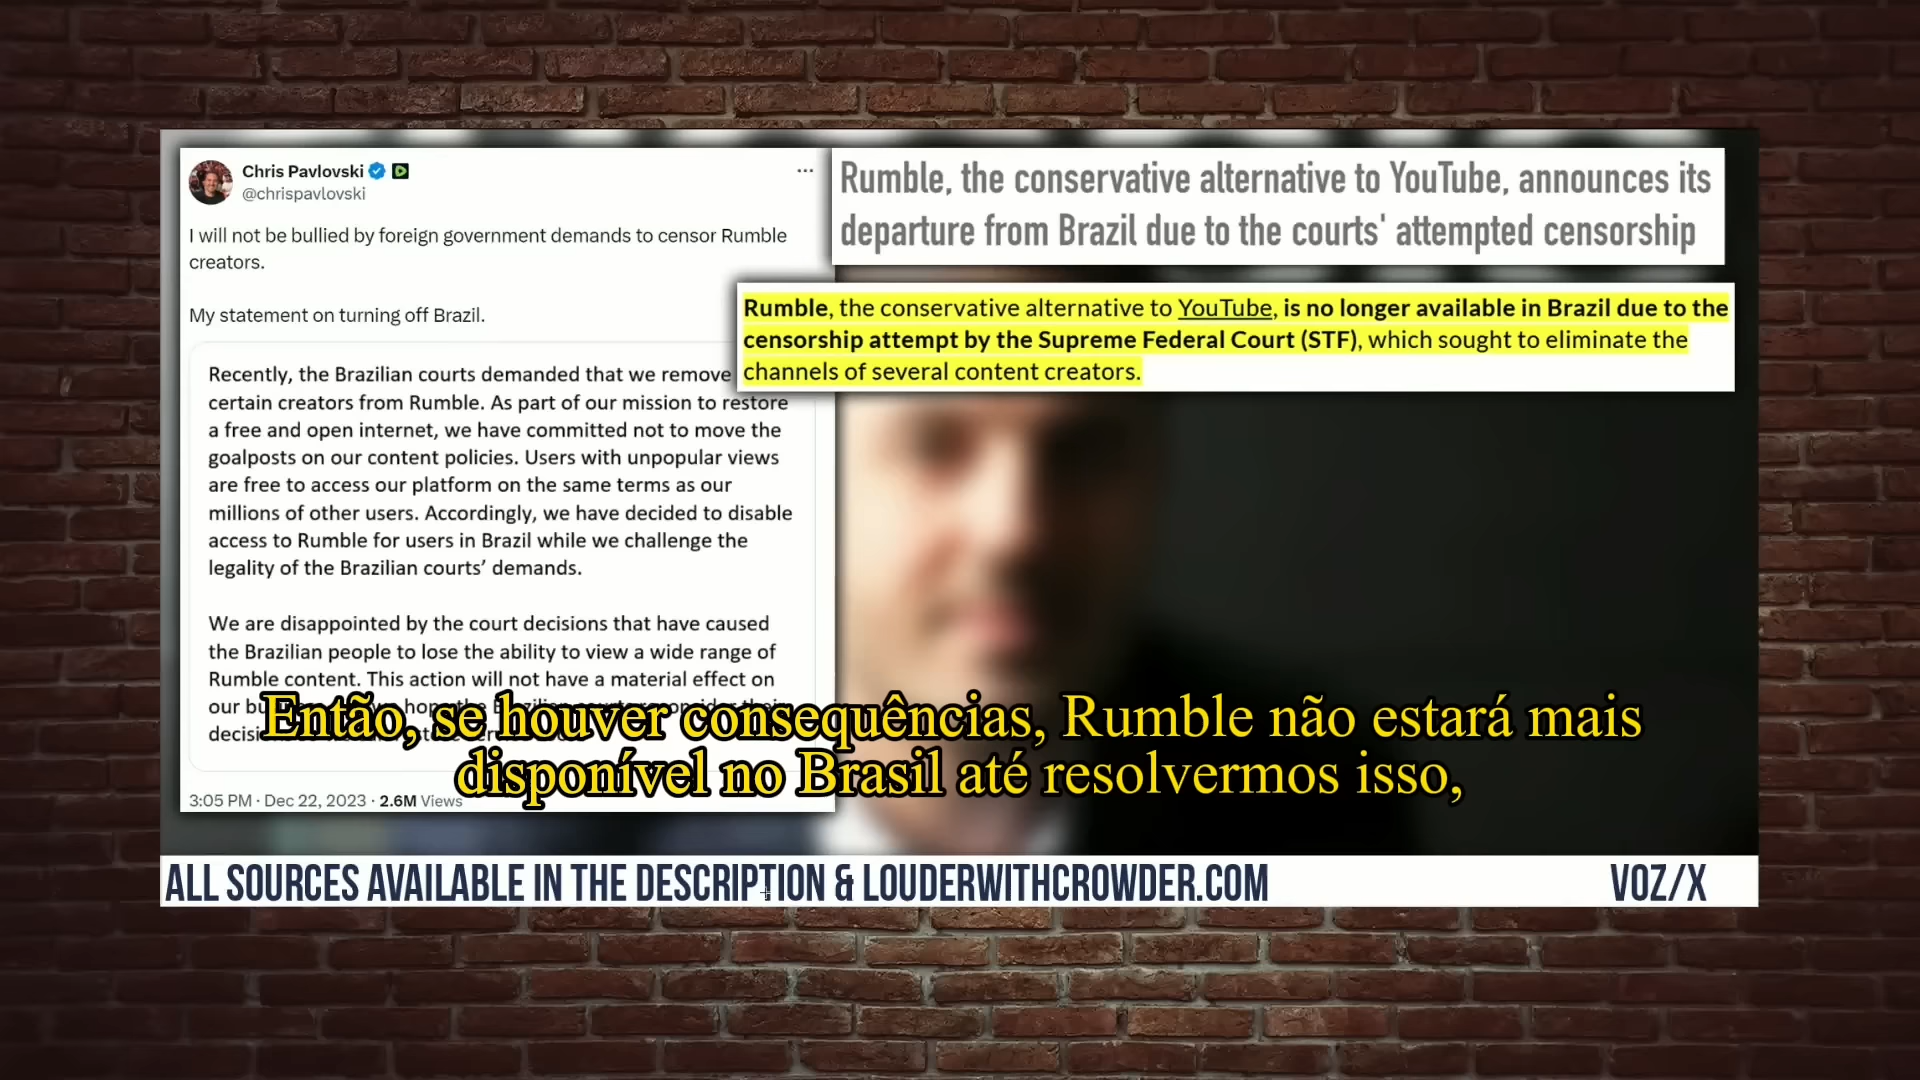 Chris Pavlovski
@chrispavlovski
I will not be bullied by foreign government demands to censor Rumble
creators.
My statement on turning off Brazil.
Recently, the Brazilian courts demanded that we remove
certain creators from Rumble. As part of our mission to restore
a free and open internet, we have committed not to move the
goalposts on our content policies. Users with unpopular views
are free to access our platform on the same terms as our
millions of other users. Accordingly, we have decided to disable
access to Rumble for users in Brazil while we challenge the
legality of the Brazilian courts’ demands.
We are disappointed by the court decisions that have caused
the Brazilian people to lose the ability to view a wide range of
Rumble content. This action will not have a material effect on
our
3:05 PM · Dec 22, 2023 · 2.6M Views
Rumble, the conservative alternative to YouTube, announces its
departure from Brazil due to the courts' attempted censorship
Rumble, the conservative alternative to YouTube, is no longer available in Brazil due to the
censorship attempt by the Supreme Federal Court (STF), which sought to eliminate the
channels of several content creators.
Então, se houver consequências, Rumble não estará mais
disponível no Brasil até resolvermos isso,
ALL SOURCES AVAILABLE IN THE DESCRIPTION & LOUDERWITHCROWDER.COM
VOZ/X